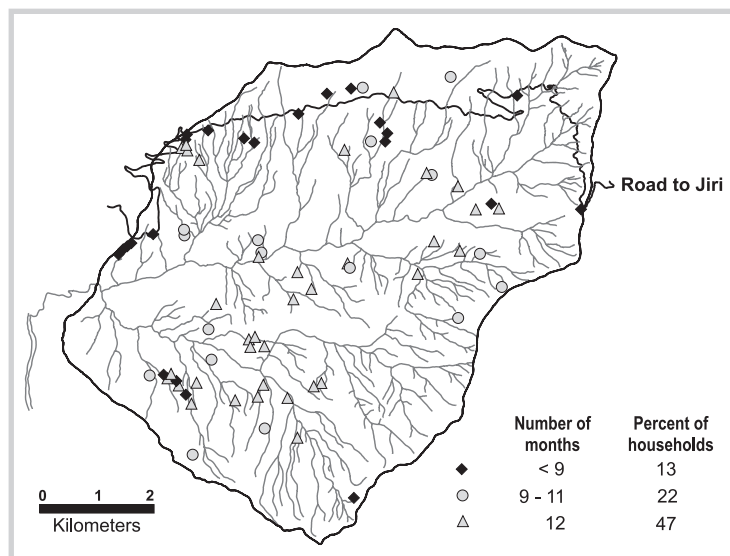 Road to Jiri
Number of months Percent of households
< 9 13
9 - 11 22
12 47
0 1 2
Kilometers